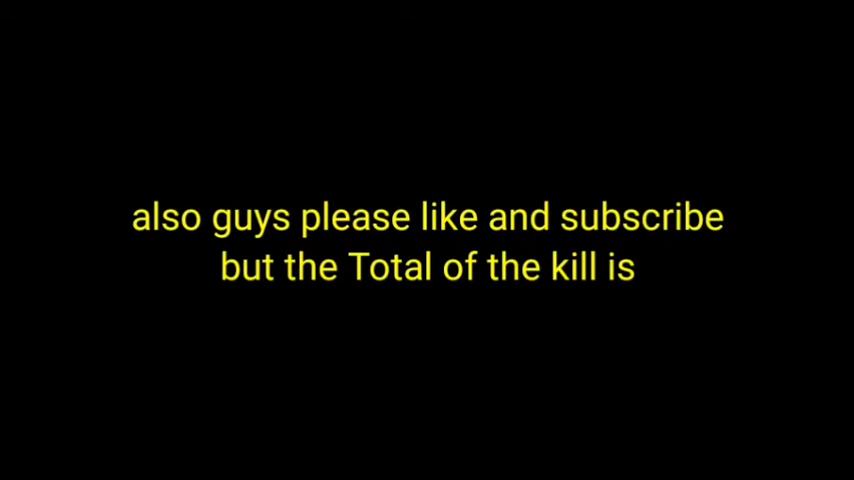 also guys please like and subscribe
but the Total of the kill is